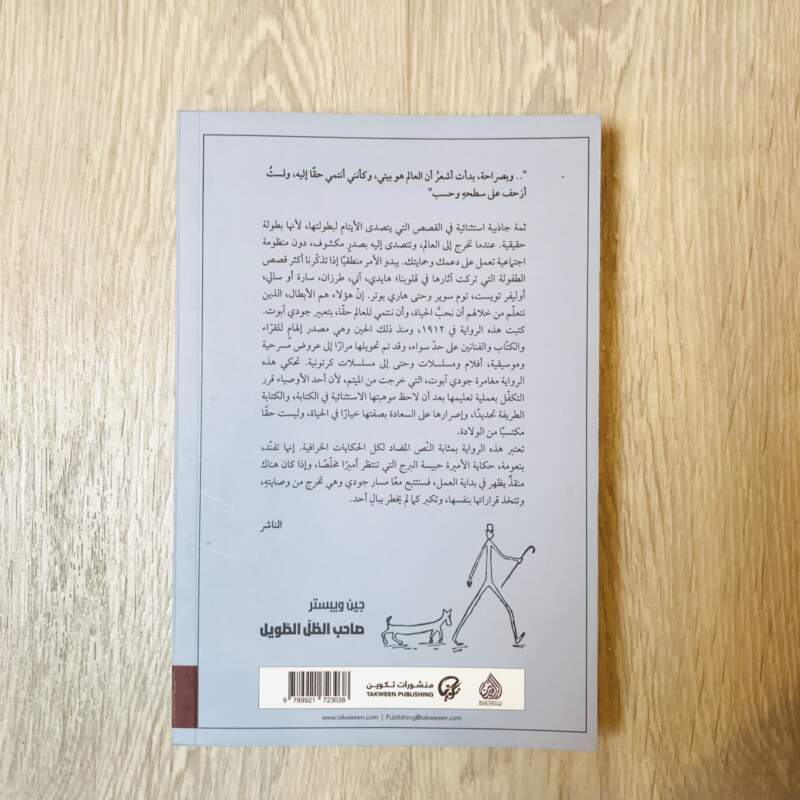 ".. وبصراحة، بدأت أشعرُ أن العالم هو بيتي، وكأنني أنتمي حقًا إليه، ولستُ
أزحف على سطحهِ وحسب"
ثمة جاذبية استثنائية في القصص التي يتصدى الأيتام لبطولتها، لأنها بطولة
حقيقية. عندما تخرج إلى العالم، وتتصدى إليه بصدرٍ مكشوف، دون منظومة
اجتماعية تعمل على دعمك وحمايتك. يبدو الأمر منطقيًا إذا تذكّرنا أكثر قصص
الطفولة التي تركت آثارها في قلوبنا؛ هايدي، آني، طرزان، سارة أو سالي،
أوليفر تويست، توم سوير وحتى هاري بوتر. إنّ هؤلاء هم الأبطال، الذين
نتعلّم من خلالهم أن نحبَّ الحياة، وأن ننتمي للعالم حقًا، بتعبير جودي آبوت.
كتبت هذه الرواية في ١٩١٢، ومنذ ذلك الحين وهي مصدر إلهامٍ للقرّاء
والكتّاب والفنانين على حدّ سواء، وقد تم تحويلها مرارًا إلى عروض مسرحية
وموسيقية، أفلام ومسلسلات وحتى إلى مسلسلات كرتونية. تحكي هذه
الرواية مغامرة جودي آبوت، التي خرجت من الميتم، لأن أحد الأوصياء قرر
التكفّل بعملية تعليمها بعد أن لاحظ موهبتها الاستثنائية في الكتابة، والكتابة
الطريفة تحديدًا، وإصرارها على السعادة بصفتها خيارًا في الحياة، وليست حقًا
مكتسبًا من الولادة.
تعتبر هذه الرواية بمثابة النّص المضاد لكل الحكايات الخرافية. إنها تفنّد،
بنعومة، حكاية الأميرة حبيسة البرج التي تنتظر أميرًا مخلّصًا، وإذا كان هناك
منقذٌ يظهر في بداية العمل، فسنتتبع معًا مسار جودي وهي تخرج من وصايتهِ،
وتتخذ قراراتها بنفسها، وتكبر كما لم يخطر ببالِ أحد.
الناشر
جين ويبستر
صاحب الظلّ الطويل
منشورات تكوين
TAKWEEN PUBLISHING
9 789921 723038
www.takweeen.com | Publishing@takweeen.com